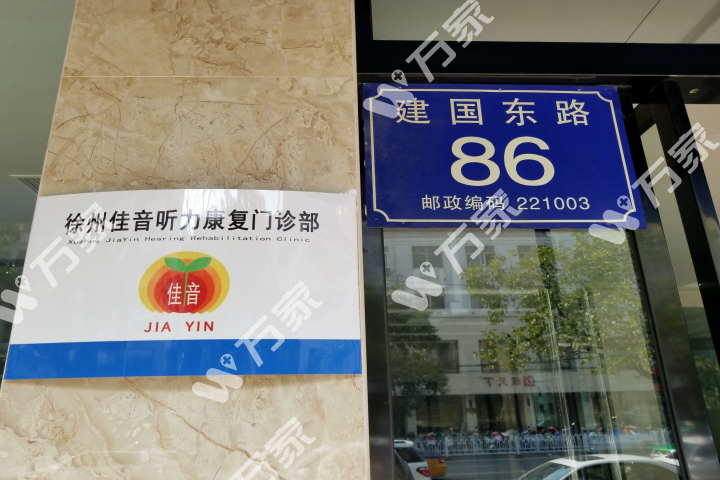 徐州佳音听力康复门诊部
Xuzhou JiaYin Hearing Rehabilitation Clinic
佳音
JIA YIN
建国东路
86
邮政编码 221003
万家
万家
万家
万家
万家
万家
万家